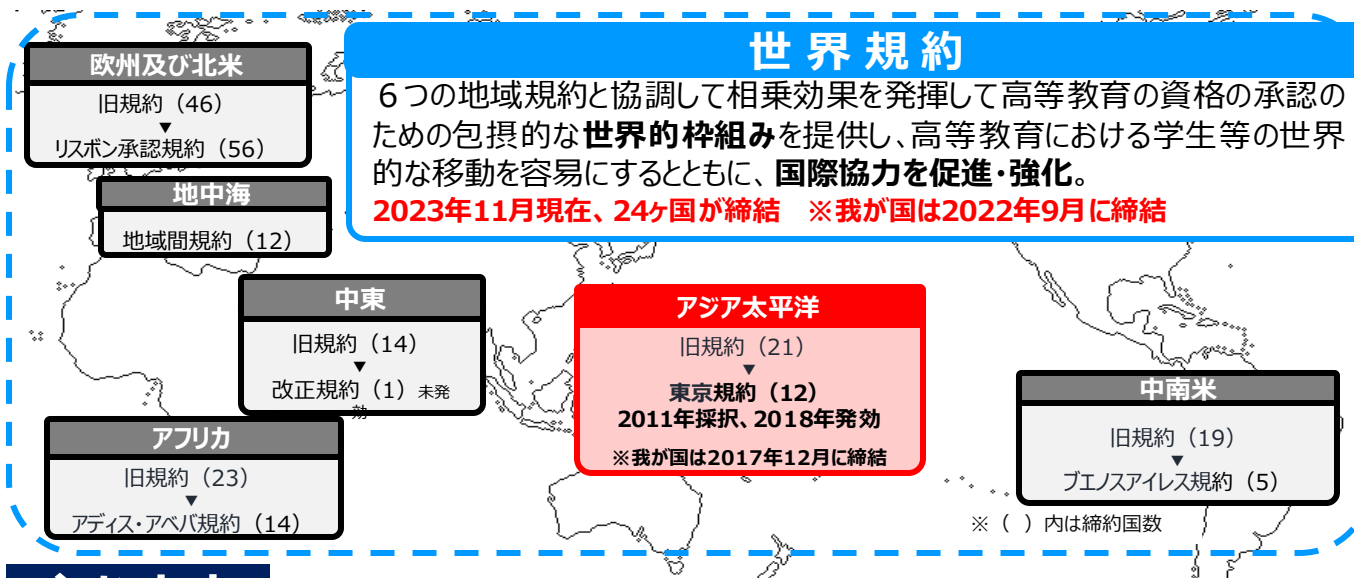 世界規約
６つの地域規約と協調して相乗効果を発揮して高等教育の資格の承認の
ための包摂的な世界的枠組みを提供し、高等教育における学生等の世界
的な移動を容易にするとともに、国際協力を促進・強化。
2023年11月現在、24ヶ国が締結　※我が国は2022年9月に締結
欧州及び北米
旧規約（46）
▼
リスボン承認規約（56）
地中海
地域間規約（12）
中東
旧規約（14）
▼
改正規約（1）未発
効
アフリカ
旧規約（23）
▼
アディス・アベバ規約（14）
アジア太平洋
旧規約（21）
▼
東京規約（12）
2011年採択、2018年発効
※我が国は2017年12月に締結
中南米
旧規約（19）
▼
ブエノスアイレス規約（5）
※（　）内は締約国数